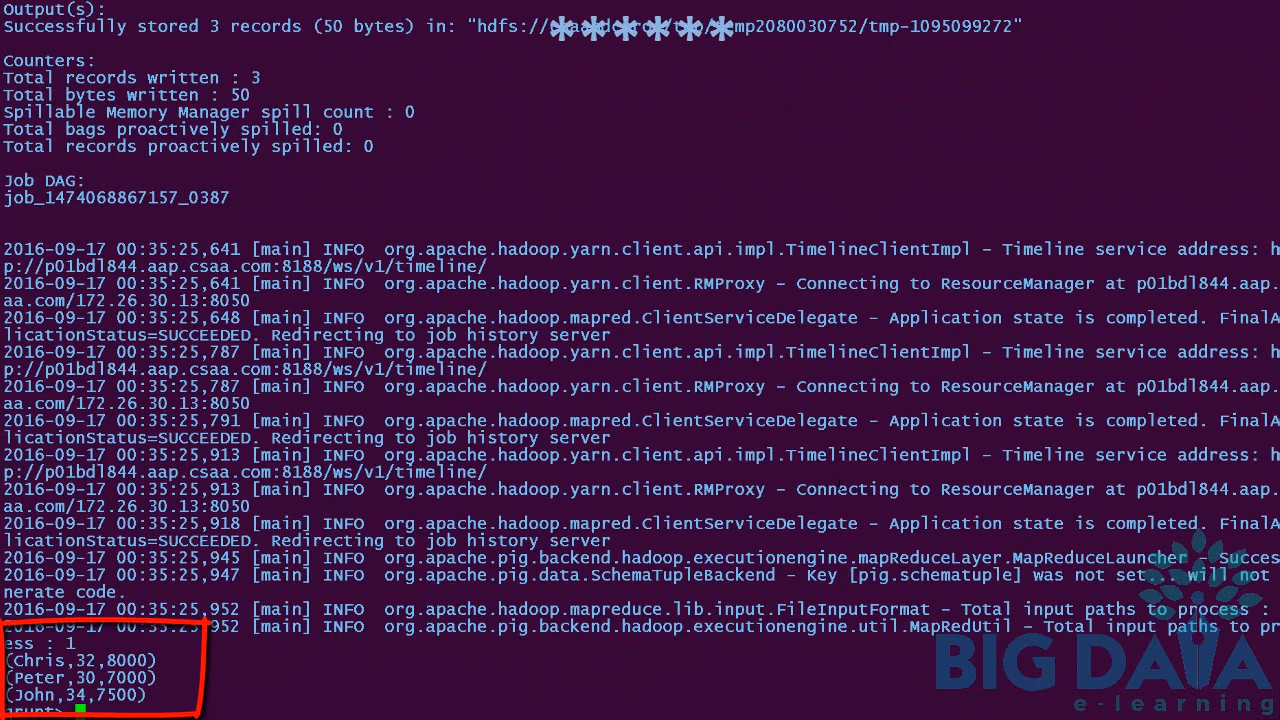 Output(s):
Successfully stored 3 records (50 bytes) in: "hdfs://******mp2080030752/tmp-1095099272"
Counters:
Total records written : 3
Total bytes written : 50
Spillable Memory Manager spill count : 0
Total bags proactively spilled: 0
Total records proactively spilled: 0
Job DAG:
job_1474068867157_0387
2016-09-17 00:35:25,641 [main] INFO  org.apache.hadoop.yarn.client.api.impl.TimelineClientImpl - Timeline service address: h
p://p01bdl844.aap.csaa.com:8188/ws/v1/timeline/
2016-09-17 00:35:25,641 [main] INFO  org.apache.hadoop.yarn.client.RMProxy - Connecting to ResourceManager at p01bdl844.aap.
aa.com/172.26.30.13:8050
2016-09-17 00:35:25,648 [main] INFO  org.apache.hadoop.mapred.ClientServiceDelegate - Application state is completed. FinalA
licationStatus=SUCCEEDED. Redirecting to job history server
2016-09-17 00:35:25,787 [main] INFO  org.apache.hadoop.yarn.client.api.impl.TimelineClientImpl - Timeline service address: h
p://p01bdl844.aap.csaa.com:8188/ws/v1/timeline/
2016-09-17 00:35:25,787 [main] INFO  org.apache.hadoop.yarn.client.RMProxy - Connecting to ResourceManager at p01bdl844.aap.
aa.com/172.26.30.13:8050
2016-09-17 00:35:25,791 [main] INFO  org.apache.hadoop.mapred.ClientServiceDelegate - Application state is completed. FinalA
licationStatus=SUCCEEDED. Redirecting to job history server
2016-09-17 00:35:25,913 [main] INFO  org.apache.hadoop.yarn.client.api.impl.TimelineClientImpl - Timeline service address: h
p://p01bdl844.aap.csaa.com:8188/ws/v1/timeline/
2016-09-17 00:35:25,913 [main] INFO  org.apache.hadoop.yarn.client.RMProxy - Connecting to ResourceManager at p01bdl844.aap.
aa.com/172.26.30.13:8050
2016-09-17 00:35:25,918 [main] INFO  org.apache.hadoop.mapred.ClientServiceDelegate - Application state is completed. FinalA
licationStatus=SUCCEEDED. Redirecting to job history server
2016-09-17 00:35:25,945 [main] INFO  org.apache.pig.backend.hadoop.executionengine.mapReduceLayer.MapReduceLauncher - Succes
2016-09-17 00:35:25,947 [main] INFO  org.apache.pig.data.SchemaTupleBackend - Key [pig.schematuple] was not set... will not
nerate code.
2016-09-17 00:35:25,952 [main] INFO  org.apache.hadoop.mapreduce.lib.input.FileInputFormat - Total input paths to process :
2016-09-17 00:35:25,952 [main] INFO  org.apache.pig.backend.hadoop.executionengine.util.MapRedUtil - Total input paths to pr
ess : 1
(Chris,32,8000)
(Peter,30,7000)
(John,34,7500)
grunt>
BIG DATA
e-learning